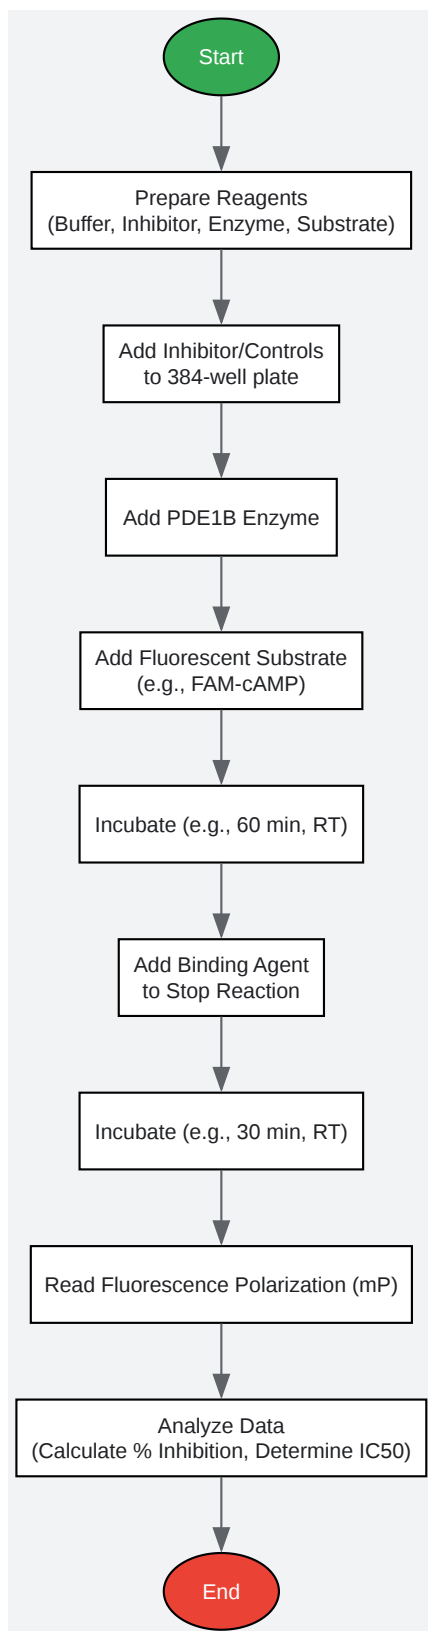 Start
Prepare Reagents
(Buffer, Inhibitor, Enzyme, Substrate)
Add Inhibitor/Controls
to 384-well plate
Add PDE1B Enzyme
Add Fluorescent Substrate
(e.g., FAM-cAMP)
Incubate (e.g., 60 min, RT)
Add Binding Agent
to Stop Reaction
Incubate (e.g., 30 min, RT)
Read Fluorescence Polarization (mP)
Analyze Data
(Calculate % Inhibition, Determine IC50)
End